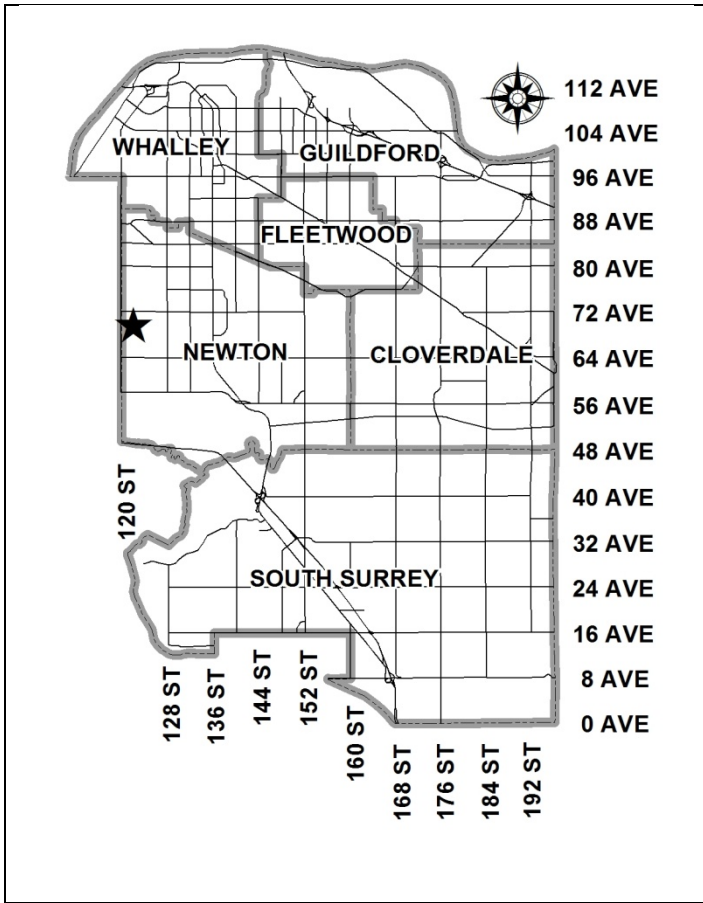 112 AVE
104 AVE
WHALLEY
GUILDFORD
96 AVE
88 AVE
FLEETWOOD
80 AVE
72 AVE
NEWTON
CLOVERDALE
64 AVE
56 AVE
48 AVE
120 ST
40 AVE
32 AVE
SOUTH SURREY
24 AVE
16 AVE
128 ST
136 ST
144 ST
152 ST
160 ST
8 AVE
0 AVE
168 ST
176 ST
184 ST
192 ST